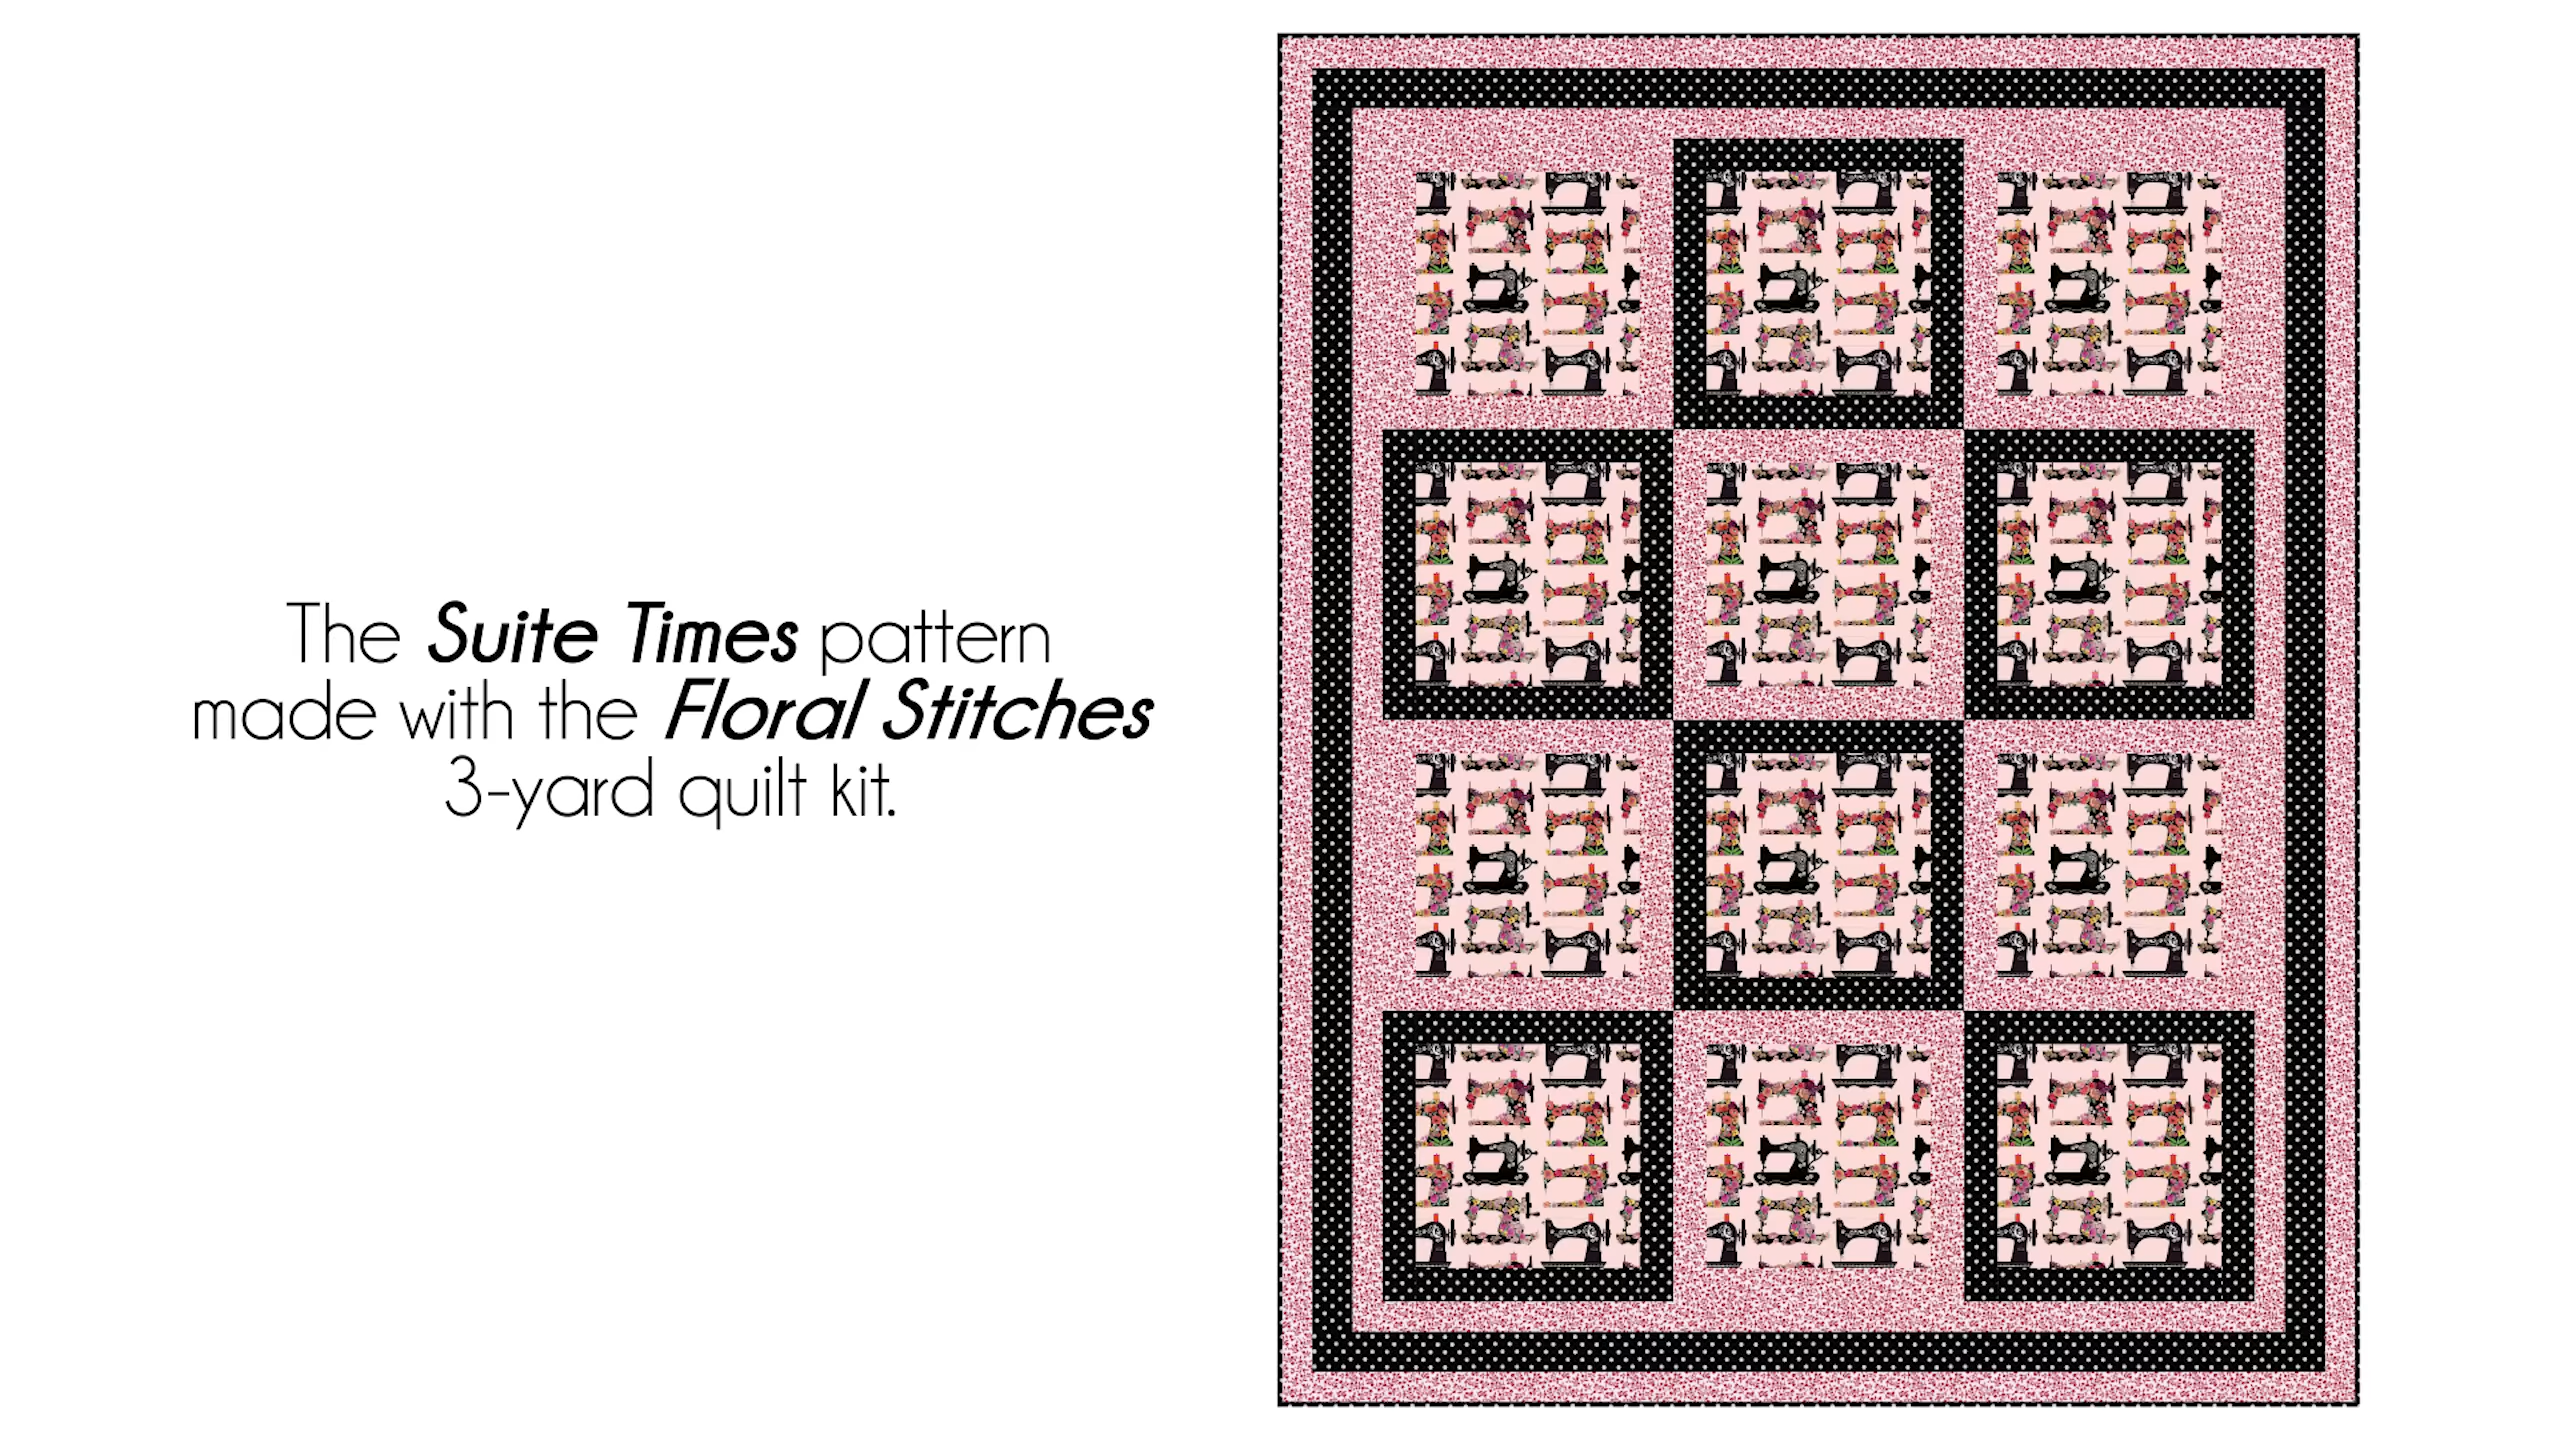 The Suite Times pattern
made with the Floral Stitches
3-yard quilt kit.